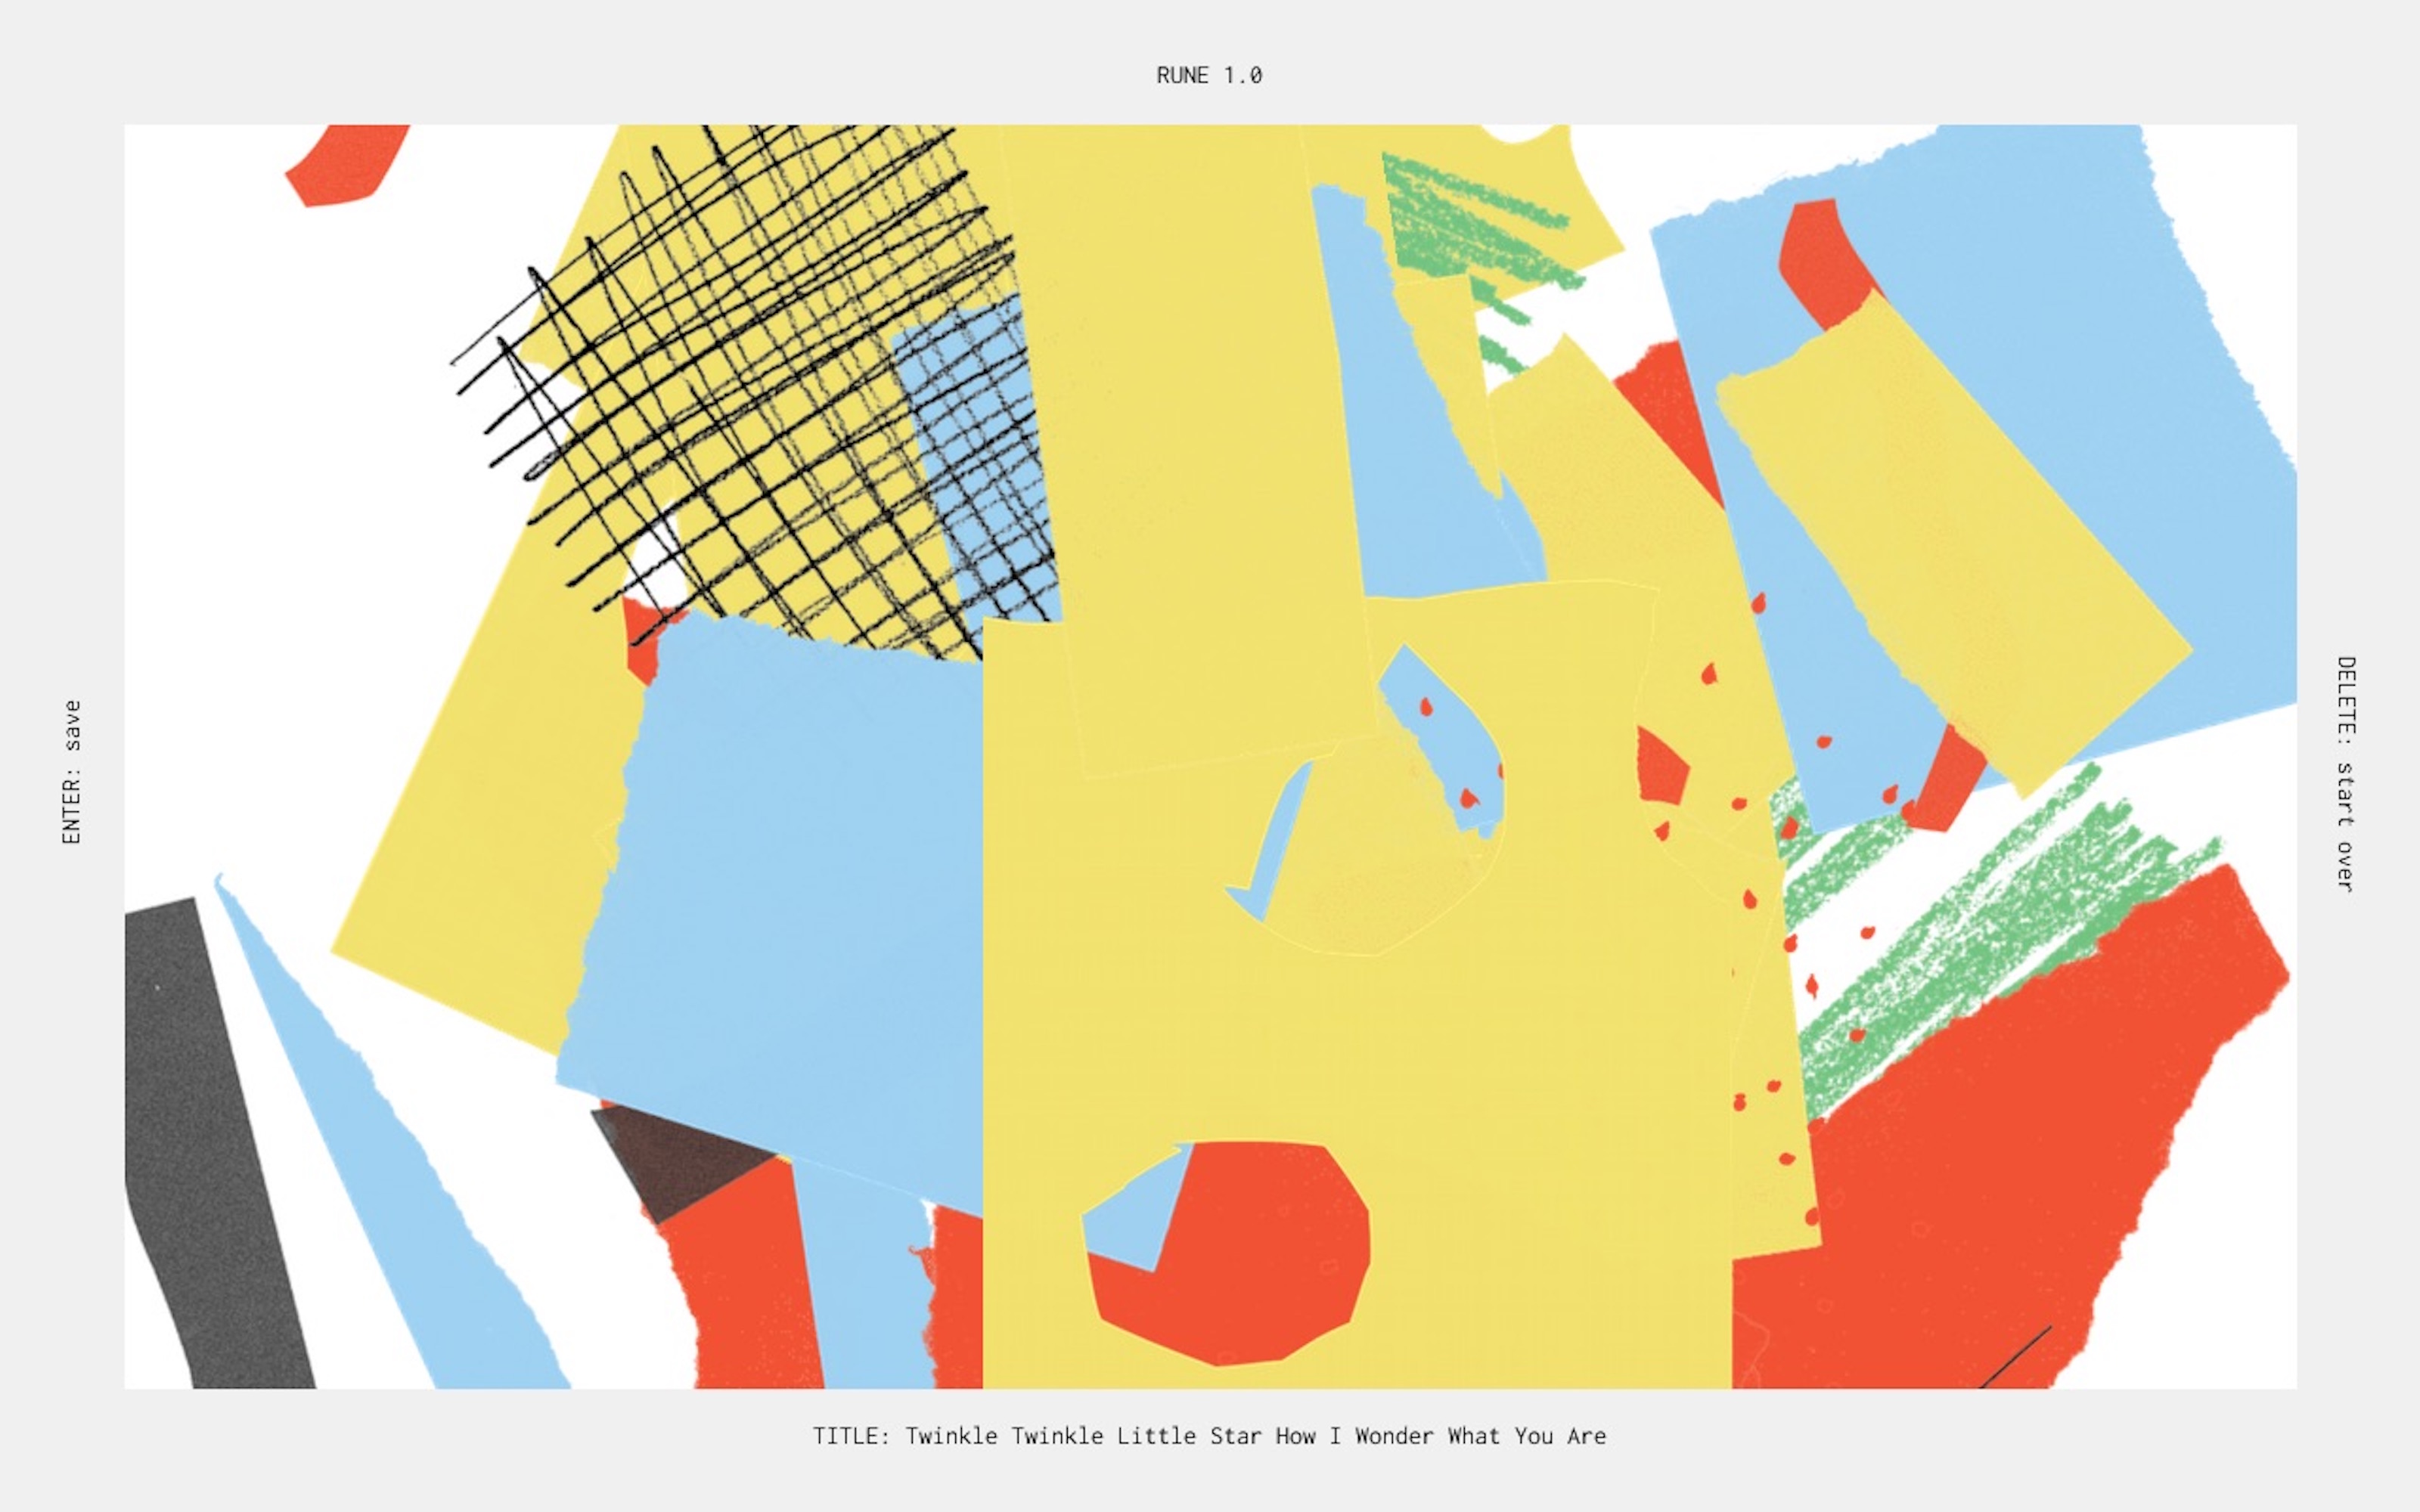 RUNE 1.0
ENTER: save
DELETE: start over
TITLE: Twinkle Twinkle Little Star How I Wonder What You Are